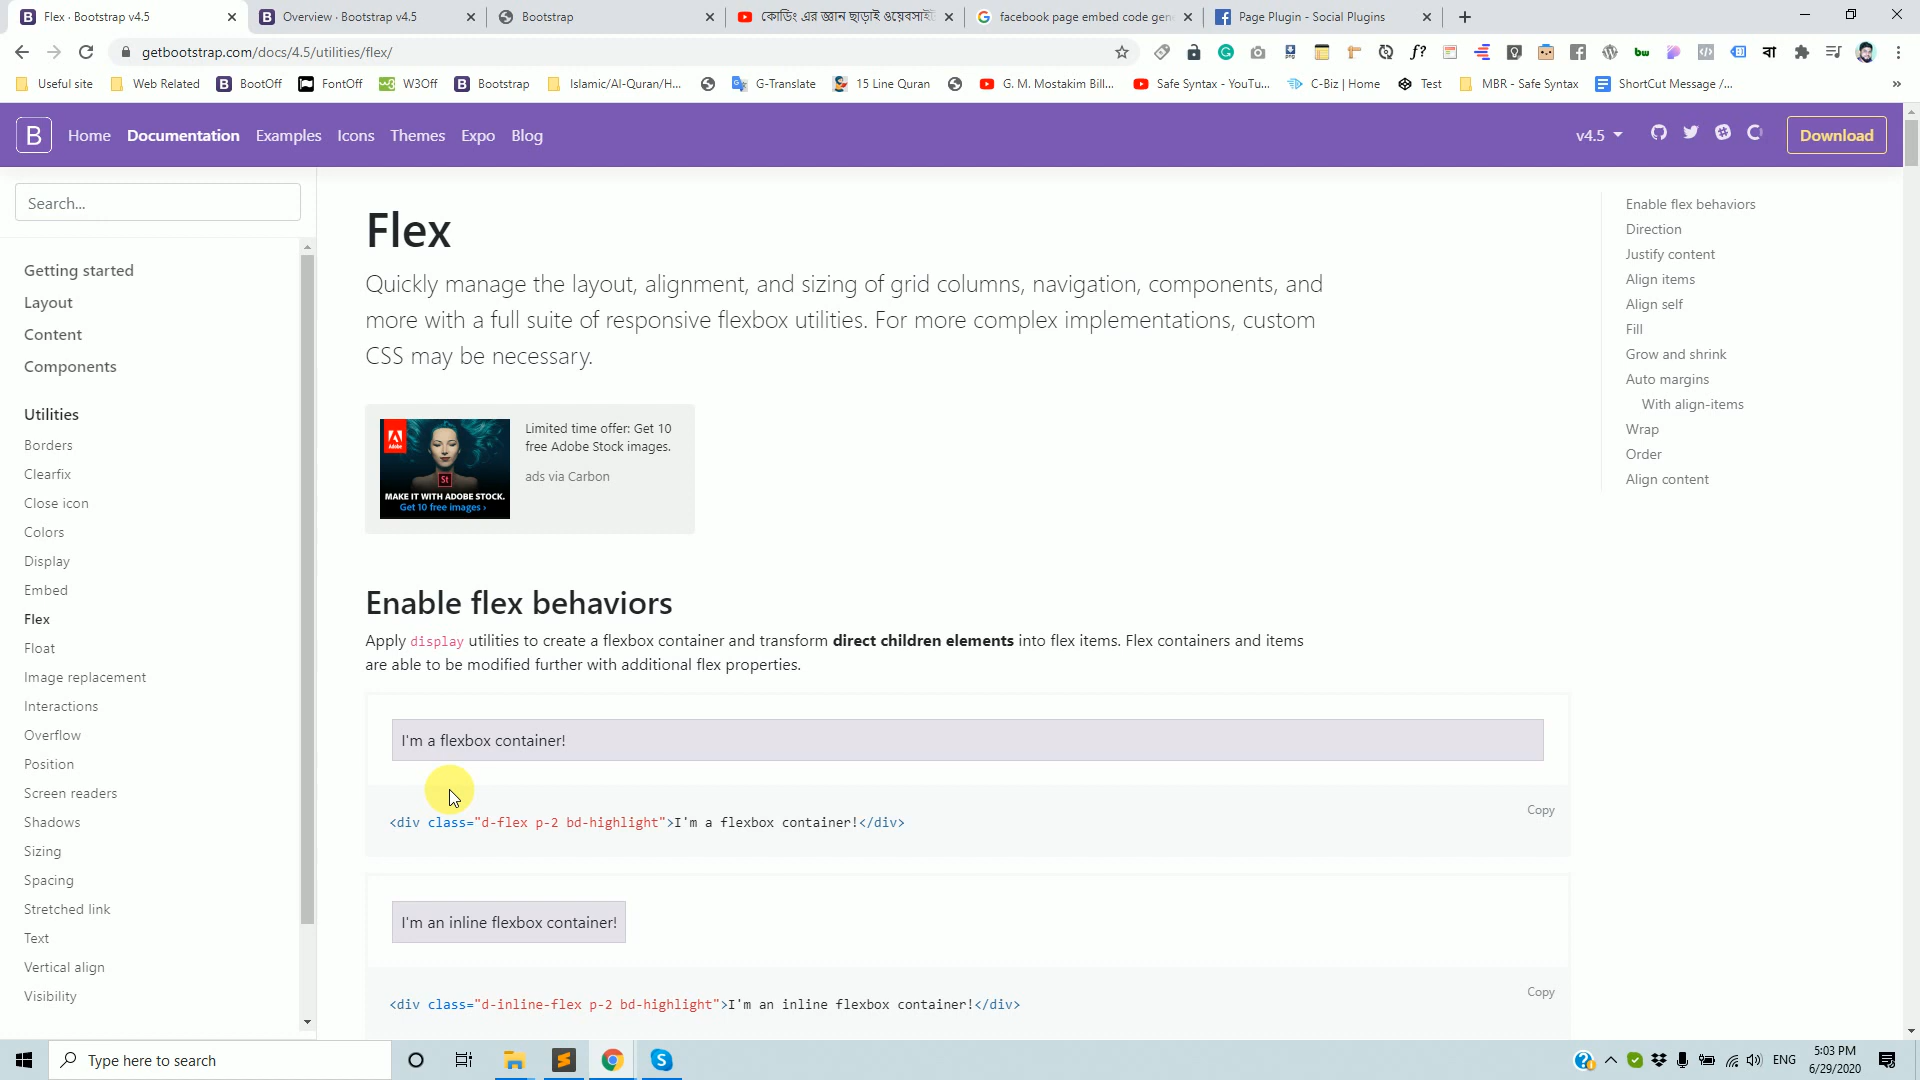 Flex · Bootstrap v4.5
Overview · Bootstrap v4.5
Bootstrap
কোডিং এর জ্ঞান ছাড়াই ওয়েবসাইট
facebook page embed code gen
Page Plugin - Social Plugins
getbootstrap.com/docs/4.5/utilities/flex/
Useful site
Web Related
BootOff
FontOff
W3Off
Bootstrap
Islamic/Al-Quran/H...
G-Translate
15 Line Quran
G. M. Mostakim Bill...
Safe Syntax - YouTu...
C-Biz | Home
Test
MBR - Safe Syntax
ShortCut Message /...
B Home Documentation Examples Icons Themes Expo Blog
v4.5
Download
Search...
Getting started
Layout
Content
Components
Utilities
Borders
Clearfix
Close icon
Colors
Display
Embed
Flex
Float
Image replacement
Interactions
Overflow
Position
Screen readers
Shadows
Sizing
Spacing
Stretched link
Text
Vertical align
Visibility
Flex
Quickly manage the layout, alignment, and sizing of grid columns, navigation, components, and
more with a full suite of responsive flexbox utilities. For more complex implementations, custom
CSS may be necessary.
Adobe
St
MAKE IT WITH ADOBE STOCK.
Get 10 free images ›
Limited time offer: Get 10
free Adobe Stock images.
ads via Carbon
Enable flex behaviors
Apply display utilities to create a flexbox container and transform direct children elements into flex items. Flex containers and items
are able to be modified further with additional flex properties.
I'm a flexbox container!
Copy
<div class="d-flex p-2 bd-highlight">I'm a flexbox container!</div>
I'm an inline flexbox container!
Copy
<div class="d-inline-flex p-2 bd-highlight">I'm an inline flexbox container!</div>
Enable flex behaviors
Direction
Justify content
Align items
Align self
Fill
Grow and shrink
Auto margins
With align-items
Wrap
Order
Align content
Type here to search
ENG
5:03 PM
6/29/2020